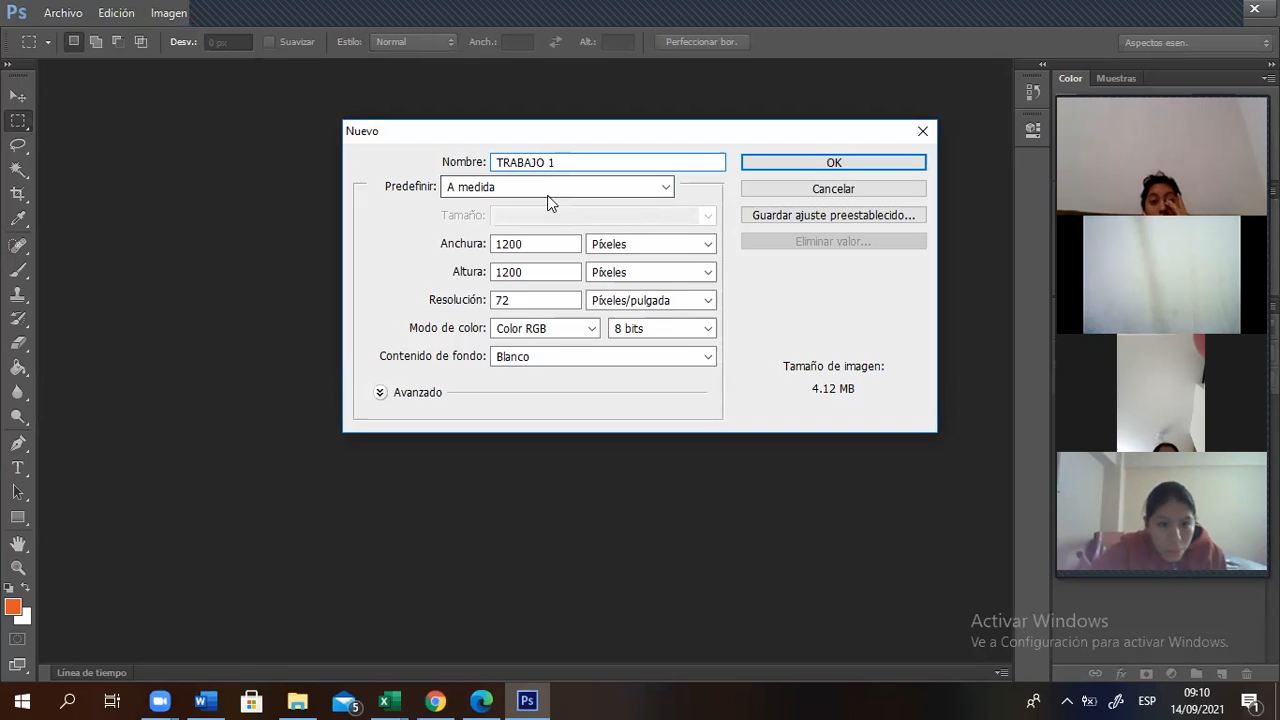 Ps Archivo Edición Imagen
Desv.: 0 px Suavizar Estilo: Normal Anch.: Alt.: Perfeccionar bor. Aspectos esen.
Color Muestras
Nuevo
Nombre: TRABAJO 1 OK
Predefinir: A medida Cancelar
Tamaño: Guardar ajuste preestablecido...
Anchura: 1200 Píxeles Eliminar valor...
Altura: 1200 Píxeles
Resolución: 72 Píxeles/pulgada
Modo de color: Color RGB 8 bits
Contenido de fondo: Blanco
Tamaño de imagen:
4.12 MB
Avanzado
T
Activar Windows
Ve a Configuración para activar Windows.
Línea de tiempo fx
5 Ps ESP 09:10
14/09/2021 1